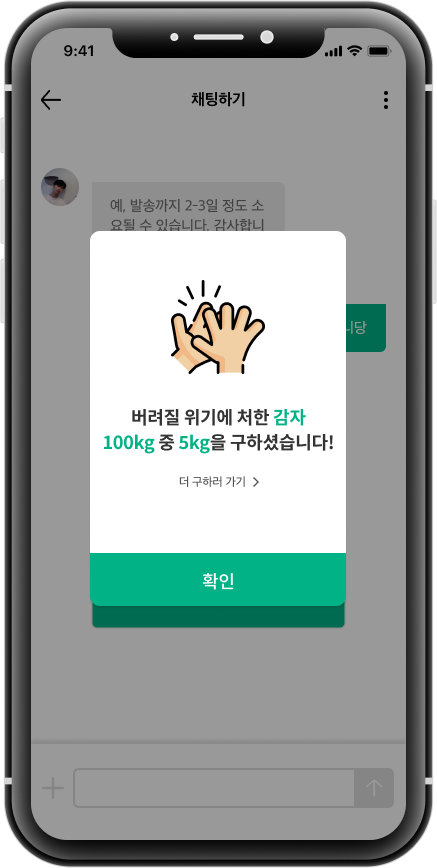 9:41
채팅하기
예, 발송까지 2-3일 정도 소
요될 수 있습니다. 감사합니
니당
버려질 위기에 처한 감자
100kg 중 5kg을 구하셨습니다!
더 구하러 가기
확인